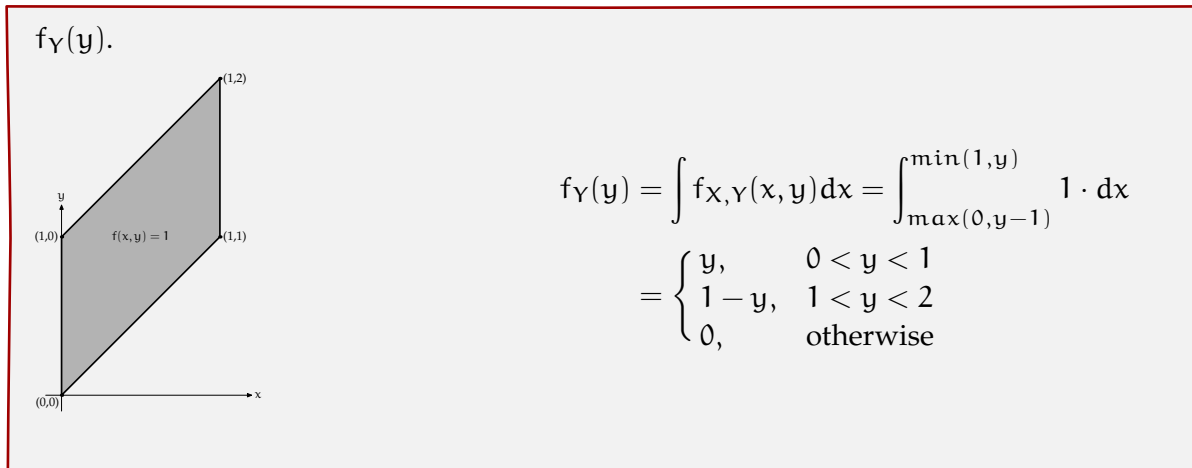 f_Y(y).
(1,2)
y
(1,0)
f(x,y) = 1
(1,1)
(0,0)
x
f_Y(y) = ∫ f_{X,Y}(x,y)dx = ∫_{max(0,y−1)}^{min(1,y)} 1 · dx
= { y, 0 < y < 1
1 − y, 1 < y < 2
0, otherwise